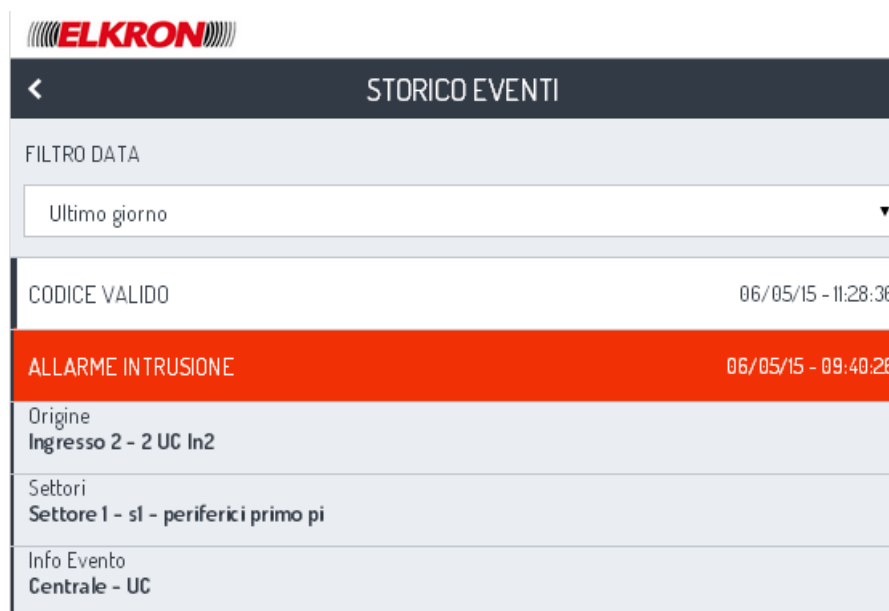 ELKRON
STORICO EVENTI
FILTRO DATA
Ultimo giorno
CODICE VALIDO 06/05/15 - 11:28:36
ALLARME INTRUSIONE 06/05/15 - 09:40:26
Origine
Ingresso 2 - 2 UC In2
Settori
Settore 1 - s1 - periferici primo pi
Info Evento
Centrale - UC